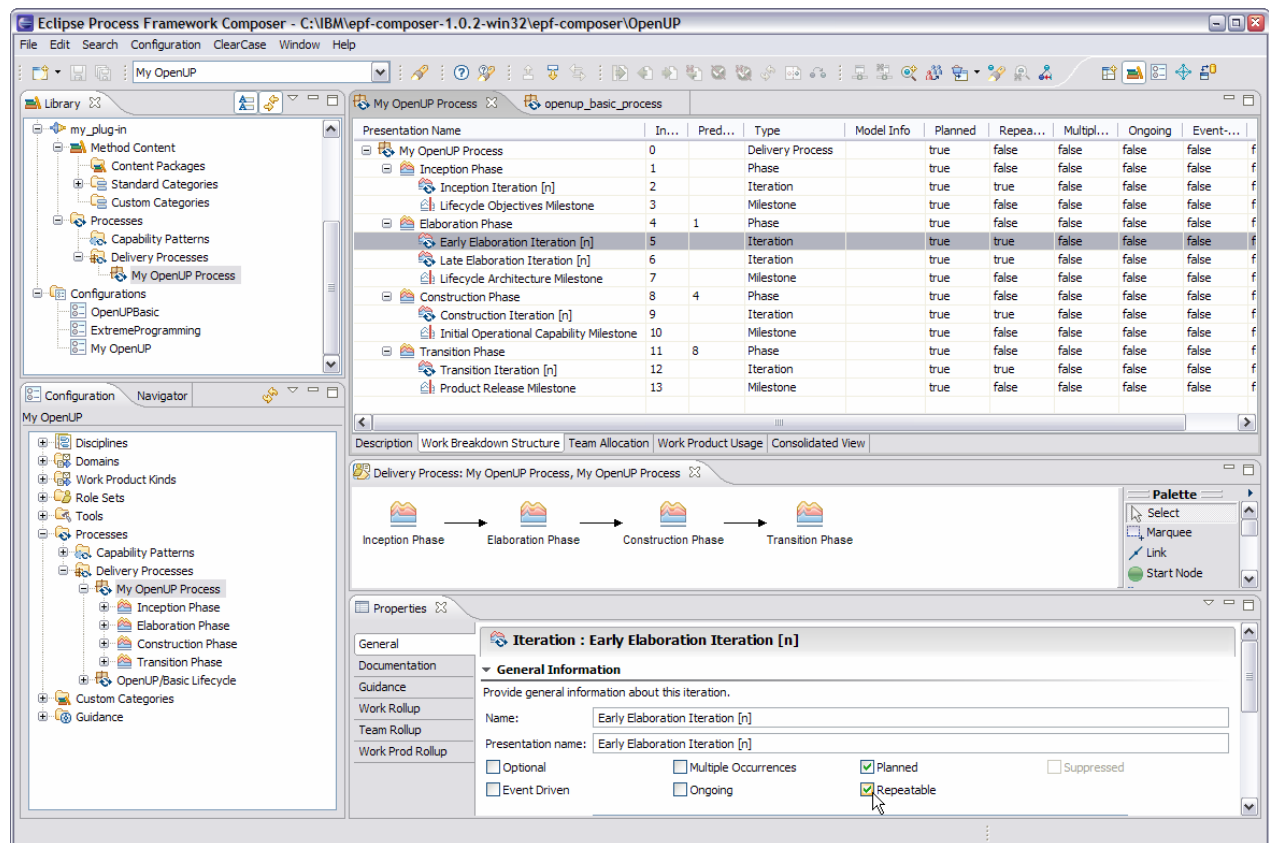 Eclipse Process Framework Composer - C:\IBM\epf-composer-1.0.2-win32\epf-composer\OpenUP
File Edit Search Configuration ClearCase Window Help
My OpenUP
Library
my_plug-in
Method Content
Content Packages
Standard Categories
Custom Categories
Processes
Capability Patterns
Delivery Processes
My OpenUP Process
Configurations
OpenUPBasic
ExtremeProgramming
My OpenUP
Configuration Navigator
My OpenUP
Disciplines
Domains
Work Product Kinds
Role Sets
Tools
Processes
Capability Patterns
Delivery Processes
My OpenUP Process
Inception Phase
Elaboration Phase
Construction Phase
Transition Phase
OpenUP/Basic Lifecycle
Custom Categories
Guidance
My OpenUP Process openup_basic_process
Presentation Name In... Pred... Type Model Info Planned Repea... Multipl... Ongoing Event-...
My OpenUP Process 0 Delivery Process true false false false false f
Inception Phase 1 Phase true false false false false f
Inception Iteration [n] 2 Iteration true true false false false f
Lifecycle Objectives Milestone 3 Milestone true false false false false f
Elaboration Phase 4 1 Phase true false false false false f
Early Elaboration Iteration [n] 5 Iteration true true false false false f
Late Elaboration Iteration [n] 6 Iteration true true false false false f
Lifecycle Architecture Milestone 7 Milestone true false false false false f
Construction Phase 8 4 Phase true false false false false f
Construction Iteration [n] 9 Iteration true true false false false f
Initial Operational Capability Milestone 10 Milestone true false false false false f
Transition Phase 11 8 Phase true false false false false f
Transition Iteration [n] 12 Iteration true true false false false f
Product Release Milestone 13 Milestone true false false false false f
Description Work Breakdown Structure Team Allocation Work Product Usage Consolidated View
Delivery Process: My OpenUP Process, My OpenUP Process
Inception Phase Elaboration Phase Construction Phase Transition Phase
Palette
Select
Marquee
Link
Start Node
Properties
General
Documentation
Guidance
Work Rollup
Team Rollup
Work Prod Rollup
Iteration : Early Elaboration Iteration [n]
General Information
Provide general information about this iteration.
Name: Early Elaboration Iteration [n]
Presentation name: Early Elaboration Iteration [n]
Optional Multiple Occurrences Planned Suppressed
Event Driven Ongoing Repeatable